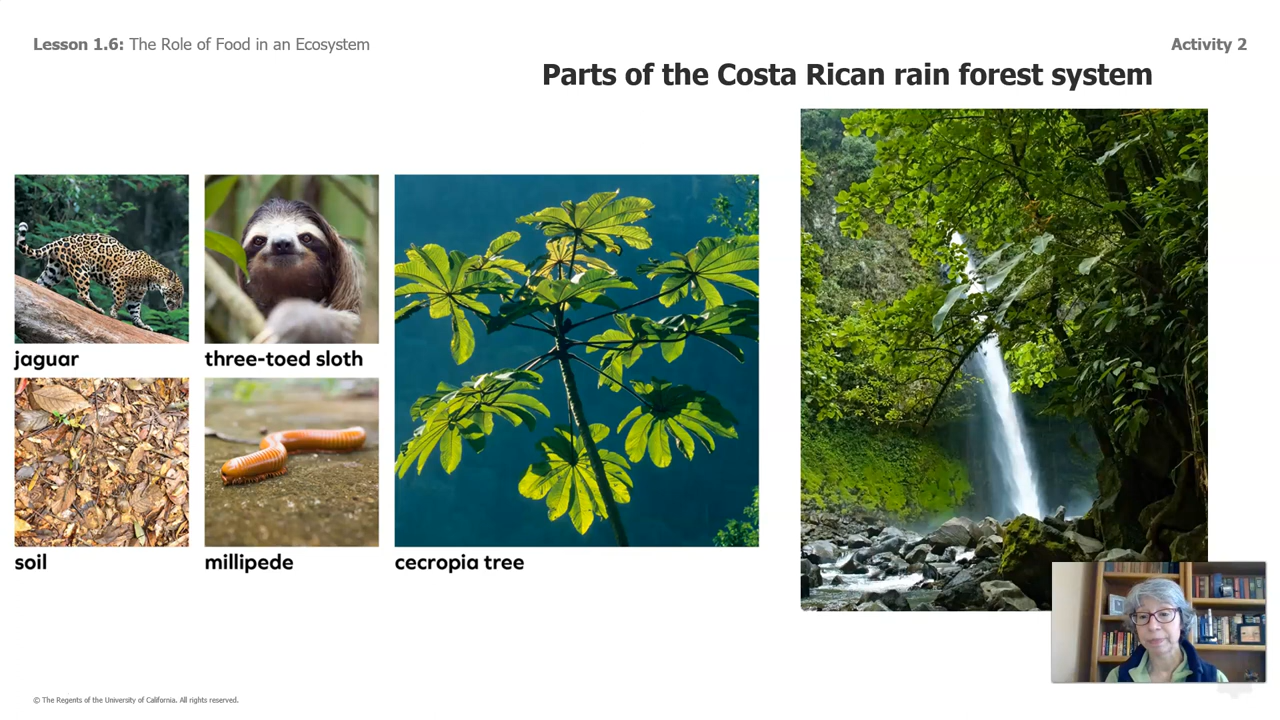 Lesson 1.6: The Role of Food in an Ecosystem
Activity 2
Parts of the Costa Rican rain forest system
jaguar
three-toed sloth
soil
millipede
cecropia tree
© The Regents of the University of California. All rights reserved.